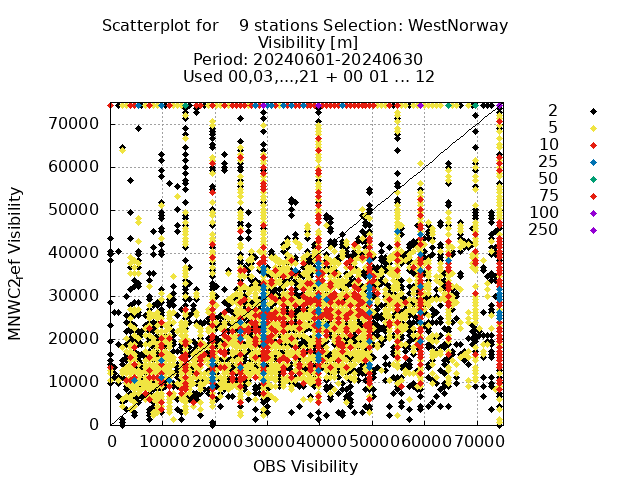 Scatterplot for 9 stations Selection: WestNorway
Visibility [m]
Period: 20240601-20240630
Used 00,03,...,21 + 00 01 ... 12
MNWC2ref Visibility
70000
60000
50000
40000
30000
20000
10000
0
0 10000 20000 30000 40000 50000 60000 70000
OBS Visibility
2
5
10
25
50
75
100
250